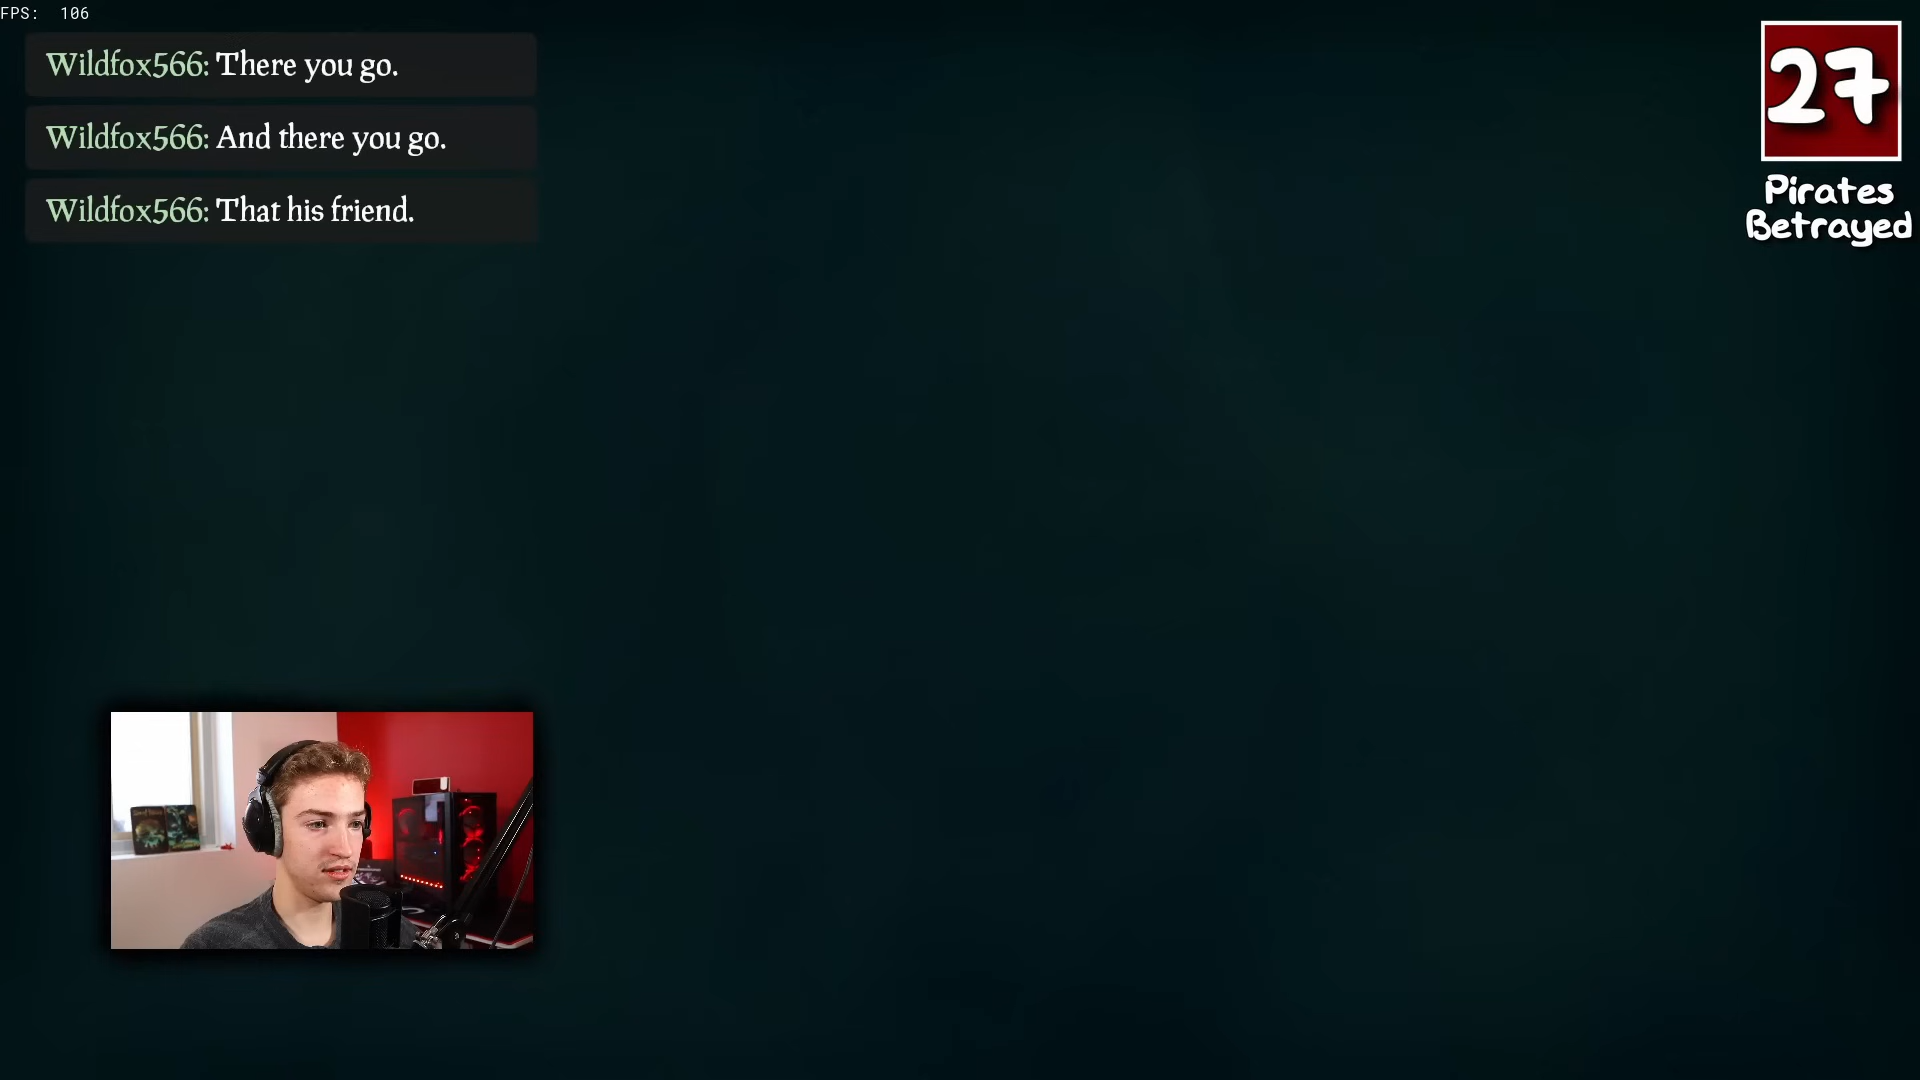 FPS: 106
Wildfox566: There you go.
Wildfox566: And there you go.
Wildfox566: That his friend.
27
Pirates
Betrayed